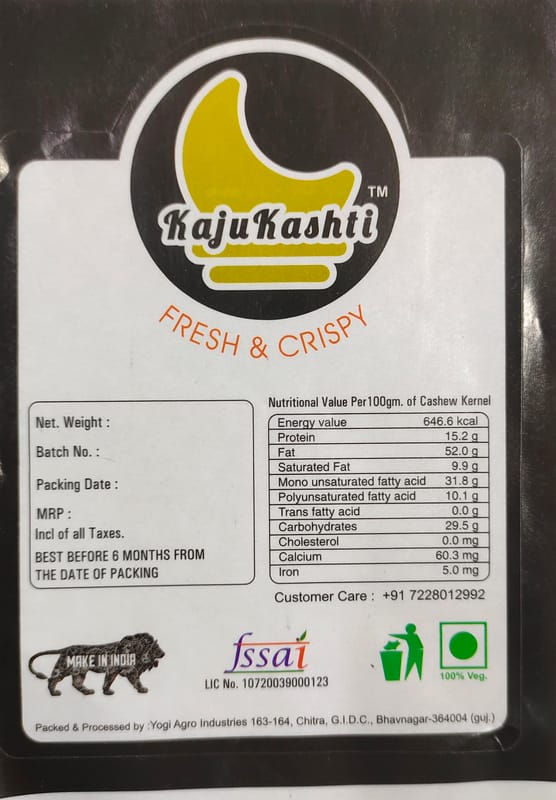 KajuKashti
TM
FRESH & CRISPY
Net. Weight :
Batch No. :
Packing Date :
MRP :
Incl of all Taxes.
BEST BEFORE 6 MONTHS FROM
THE DATE OF PACKING
Nutritional Value Per100gm. of Cashew Kernel
Energy value 646.6 kcal
Protein 15.2 g
Fat 52.0 g
Saturated Fat 9.9 g
Mono unsaturated fatty acid 31.8 g
Polyunsaturated fatty acid 10.1 g
Trans fatty acid 0.0 g
Carbohydrates 29.5 g
Cholesterol 0.0 mg
Calcium 60.3 mg
Iron 5.0 mg
Customer Care : +91 7228012992
MAKE IN INDIA
fssai
LIC No. 10720039000123
100% Veg.
Packed & Processed by :Yogi Agro Industries 163-164, Chitra, G.I.D.C., Bhavnagar-364004 (guj.)